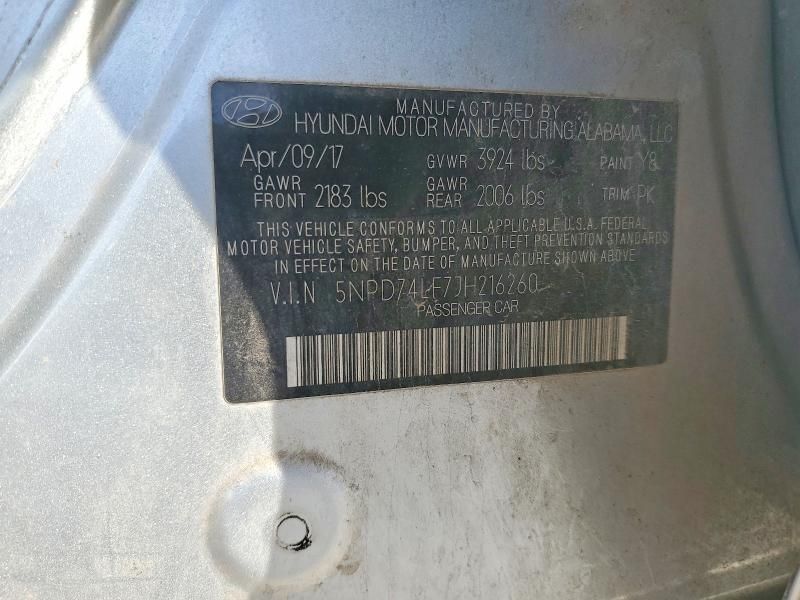 MANUFACTURED BY
HYUNDAI MOTOR MANUFACTURING ALABAMA, LLC
Apr/09/17 GVWR 3924 lbs PAINT Y8
GAWR FRONT 2183 lbs GAWR REAR 2006 lbs TRIM PK
THIS VEHICLE CONFORMS TO ALL APPLICABLE U.S.A. FEDERAL
MOTOR VEHICLE SAFETY, BUMPER, AND THEFT PREVENTION STANDARDS
IN EFFECT ON THE DATE OF MANUFACTURE SHOWN ABOVE.
V.I.N 5NPD74LF7JH216260
PASSENGER CAR